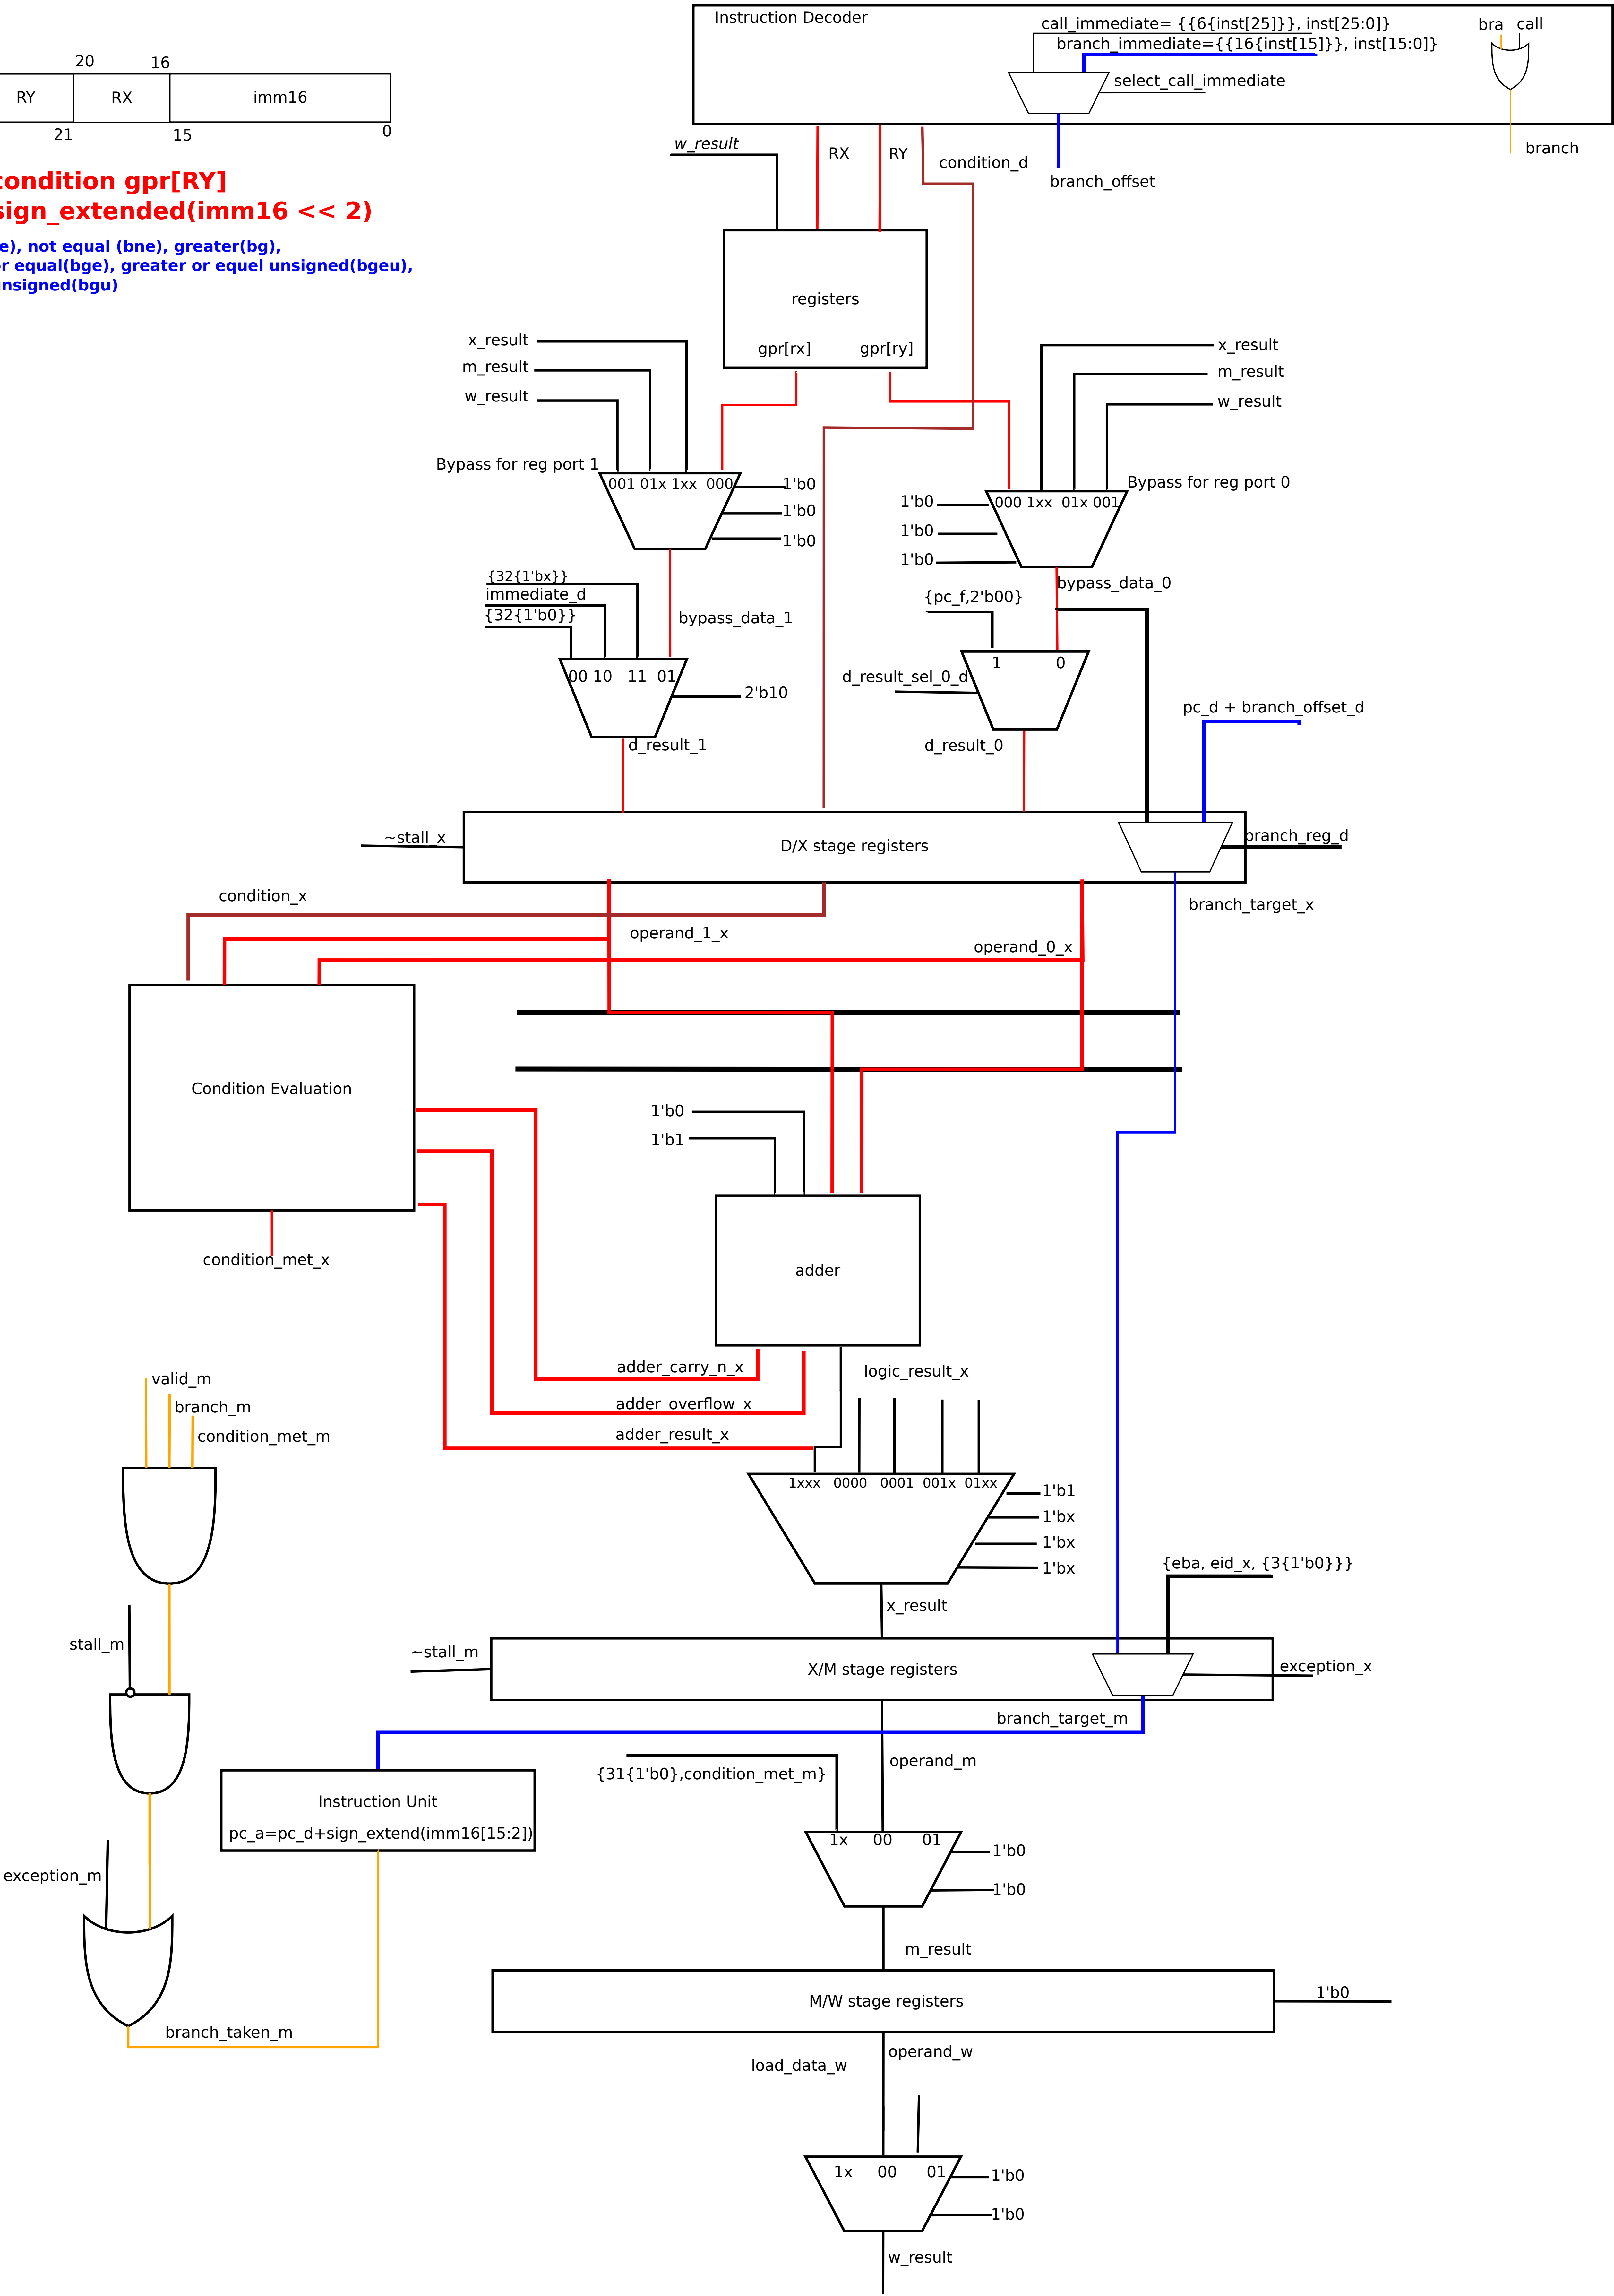 Instruction Decoder
call_immediate= {{6{inst[25]}}, inst[25:0]}
bra call
branch_immediate={{16{inst[15]}}, inst[15:0]}
select_call_immediate
branch
branch_offset
20
16
RY
RX
imm16
21
15
0
condition gpr[RY]
sign_extended(imm16 << 2)
e), not equal (bne), greater(bg),
or equal(bge), greater or equel unsigned(bgeu),
unsigned(bgu)
w_result
RX
RY
condition_d
registers
gpr[rx]
gpr[ry]
x_result
m_result
w_result
x_result
m_result
w_result
Bypass for reg port 1
001 01x 1xx 000
1'b0
1'b0
1'b0
Bypass for reg port 0
000 1xx 01x 001
1'b0
1'b0
1'b0
{32{1'bx}}
immediate_d
{32{1'b0}}
bypass_data_1
00 10 11 01
2'b10
d_result_1
bypass_data_0
{pc_f,2'b00}
1 0
d_result_sel_0_d
d_result_0
pc_d + branch_offset_d
~stall_x
D/X stage registers
branch_reg_d
condition_x
branch_target_x
operand_1_x
operand_0_x
Condition Evaluation
1'b0
1'b1
condition_met_x
adder
adder_carry_n_x
logic_result_x
adder_overflow_x
adder_result_x
valid_m
branch_m
condition_met_m
1xxx 0000 0001 001x 01xx
1'b1
1'bx
1'bx
1'bx
{eba, eid_x, {3{1'b0}}}
x_result
stall_m
~stall_m
X/M stage registers
exception_x
branch_target_m
operand_m
{31{1'b0},condition_met_m}
Instruction Unit
pc_a=pc_d+sign_extend(imm16[15:2])
1x 00 01
1'b0
1'b0
exception_m
m_result
M/W stage registers
1'b0
branch_taken_m
load_data_w
operand_w
1x 00 01
1'b0
1'b0
w_result